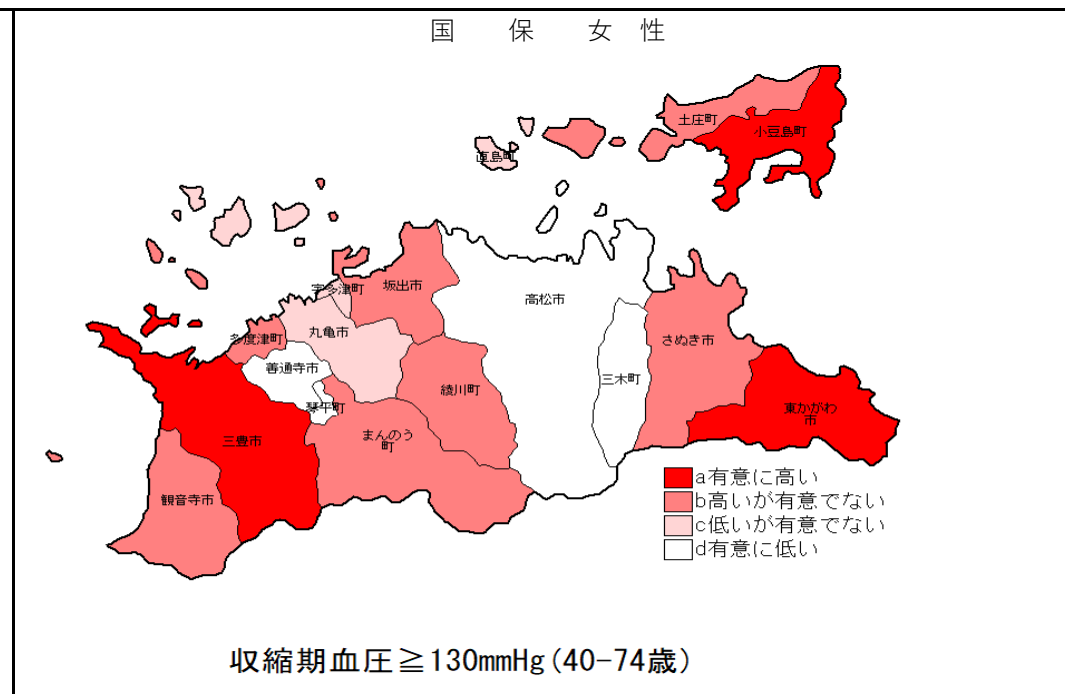 国 保 女 性
土庄町
小豆島町
直島町
宇多津町
坂出市
高松市
多度津町
丸亀市
さぬき市
善通寺市
三木町
綾川町
琴平町
東かがわ
市
まんのう
町
三豊市
観音寺市
a有意に高い
b高いが有意でない
c低いが有意でない
d有意に低い
収縮期血圧≧130mmHg(40-74歳)